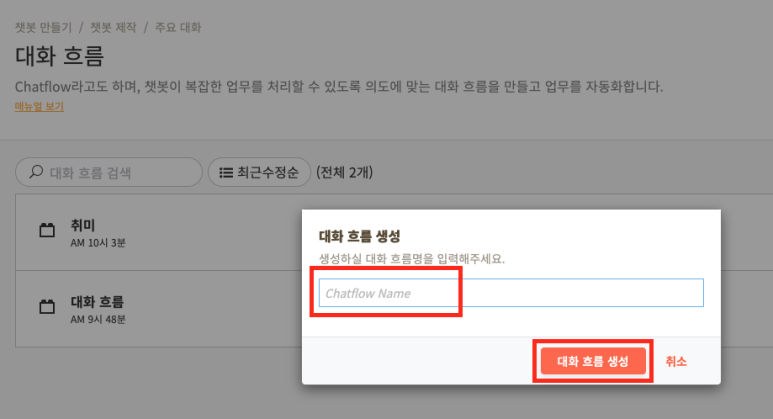 챗봇 만들기 / 챗봇 제작 / 주요 대화
대화 흐름
Chatflow라고도 하며, 챗봇이 복잡한 업무를 처리할 수 있도록 의도에 맞는 대화 흐름을 만들고 업무를 자동화합니다.
매뉴얼 보기
대화 흐름 검색 최근수정순 (전체 2개)
취미
AM 10시 3분
대화 흐름
AM 9시 48분
대화 흐름 생성
생성하실 대화 흐름명을 입력해주세요.
Chatflow Name
대화 흐름 생성 취소